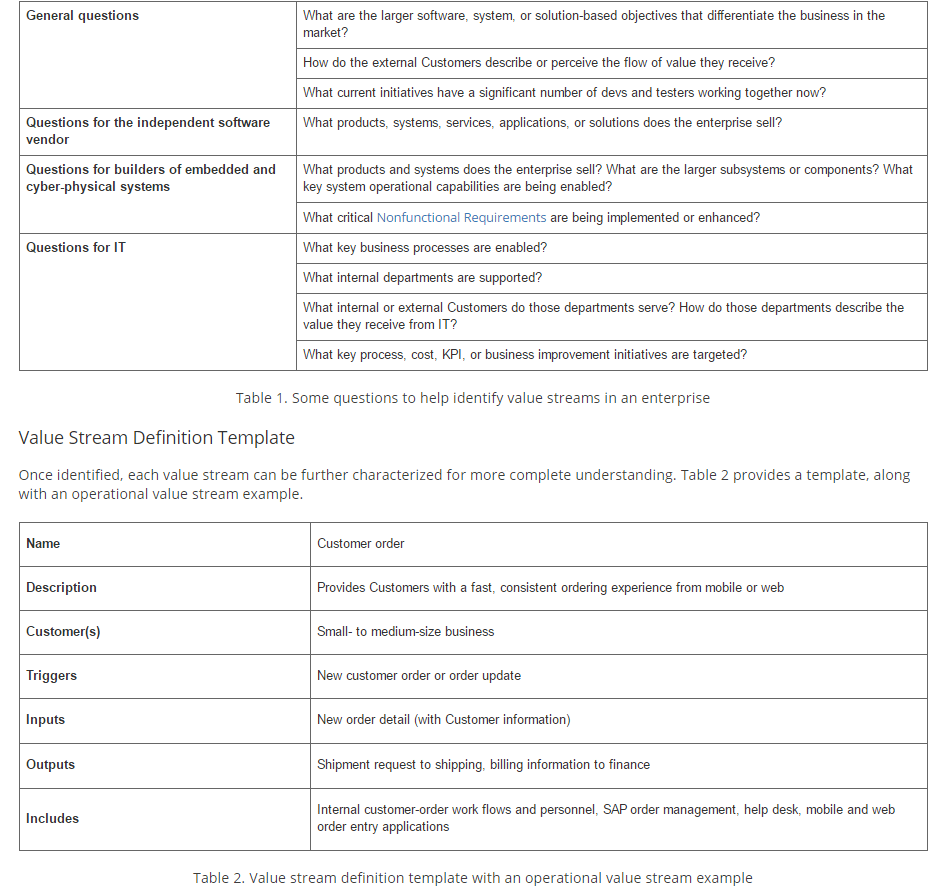 General questions
What are the larger software, system, or solution-based objectives that differentiate the business in the
market?
How do the external Customers describe or perceive the flow of value they receive?
What current initiatives have a significant number of devs and testers working together now?
Questions for the independent software
vendor
What products, systems, services, applications, or solutions does the enterprise sell?
Questions for builders of embedded and
cyber-physical systems
What products and systems does the enterprise sell? What are the larger subsystems or components? What
key system operational capabilities are being enabled?
What critical Nonfunctional Requirements are being implemented or enhanced?
Questions for IT
What key business processes are enabled?
What internal departments are supported?
What internal or external Customers do those departments serve? How do those departments describe the
value they receive from IT?
What key process, cost, KPI, or business improvement initiatives are targeted?
Table 1. Some questions to help identify value streams in an enterprise
Value Stream Definition Template
Once identified, each value stream can be further characterized for more complete understanding. Table 2 provides a template, along
with an operational value stream example.
Name
Customer order
Description
Provides Customers with a fast, consistent ordering experience from mobile or web
Customer(s)
Small- to medium-size business
Triggers
New customer order or order update
Inputs
New order detail (with Customer information)
Outputs
Shipment request to shipping, billing information to finance
Includes
Internal customer-order work flows and personnel, SAP order management, help desk, mobile and web
order entry applications
Table 2. Value stream definition template with an operational value stream example